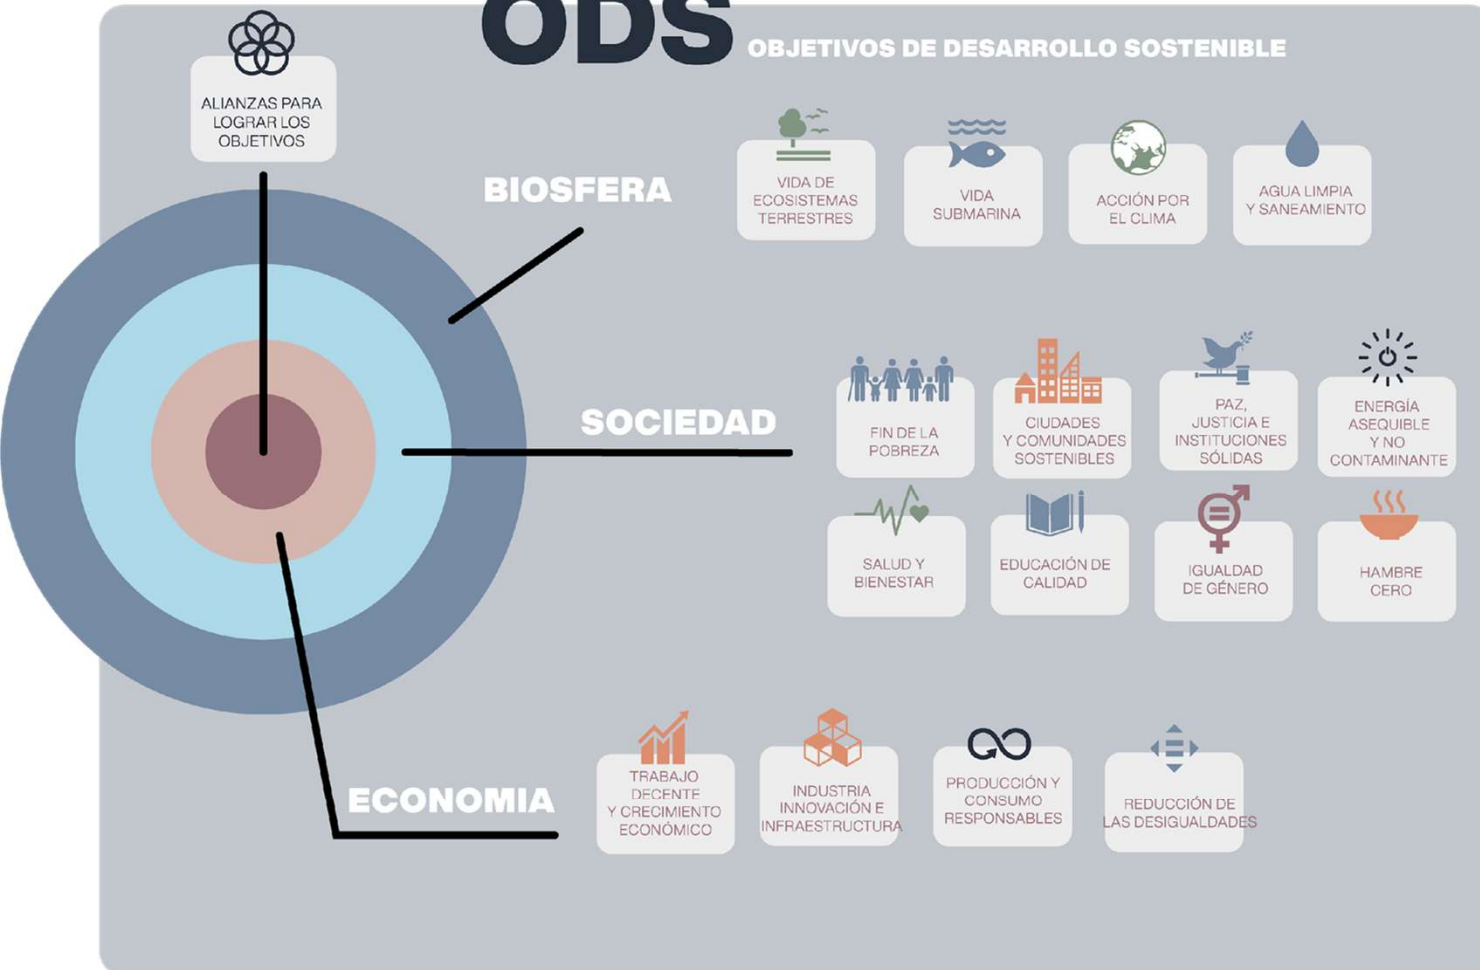 ODS
OBJETIVOS DE DESARROLLO SOSTENIBLE
ALIANZAS PARA
LOGRAR LOS
OBJETIVOS
BIOSFERA
VIDA DE
ECOSISTEMAS
TERRESTRES
VIDA
SUBMARINA
ACCIÓN POR
EL CLIMA
AGUA LIMPIA
Y SANEAMIENTO
SOCIEDAD
FIN DE LA
POBREZA
CIUDADES
Y COMUNIDADES
SOSTENIBLES
PAZ,
JUSTICIA E
INSTITUCIONES
SÓLIDAS
ENERGÍA
ASEQUIBLE
Y NO
CONTAMINANTE
SALUD Y
BIENESTAR
EDUCACIÓN DE
CALIDAD
IGUALDAD
DE GÉNERO
HAMBRE
CERO
ECONOMIA
TRABAJO
DECENTE
Y CRECIMIENTO
ECONÓMICO
INDUSTRIA
INNOVACIÓN E
INFRAESTRUCTURA
PRODUCCIÓN Y
CONSUMO
RESPONSABLES
REDUCCIÓN DE
LAS DESIGUALDADES